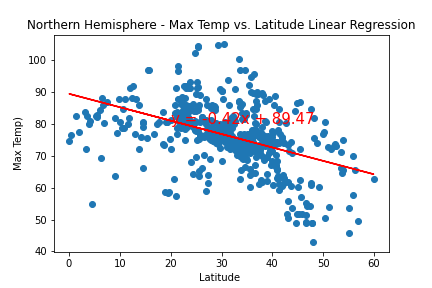 Northern Hemisphere - Max Temp vs. Latitude Linear Regression
Max Temp)
100
90
80
70
60
50
40
y = -0.42x + 89.47
0 10 20 30 40 50 60
Latitude